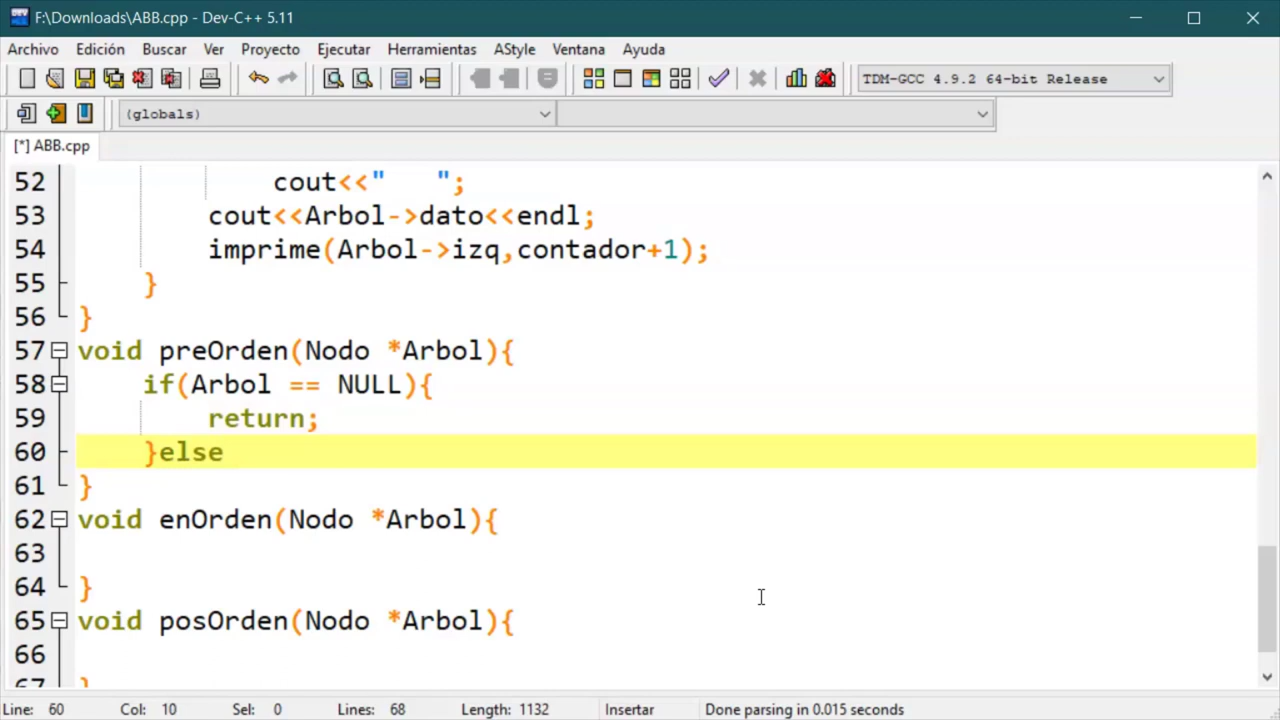 F:\Downloads\ABB.cpp - Dev-C++ 5.11
Archivo Edición Buscar Ver Proyecto Ejecutar Herramientas AStyle Ventana Ayuda
TDM-GCC 4.9.2 64-bit Release
(globals)
[*] ABB.cpp
52 cout<<"   ";
53 cout<<Arbol->dato<<endl;
54 imprime(Arbol->izq,contador+1);
55 }
56 }
57 void preOrden(Nodo *Arbol){
58 if(Arbol == NULL){
59 return;
60 }else
61 }
62 void enOrden(Nodo *Arbol){
63
64 }
65 void posOrden(Nodo *Arbol){
66
67 }
Line: 60 Col: 10 Sel: 0 Lines: 68 Length: 1132 Insertar Done parsing in 0.015 seconds